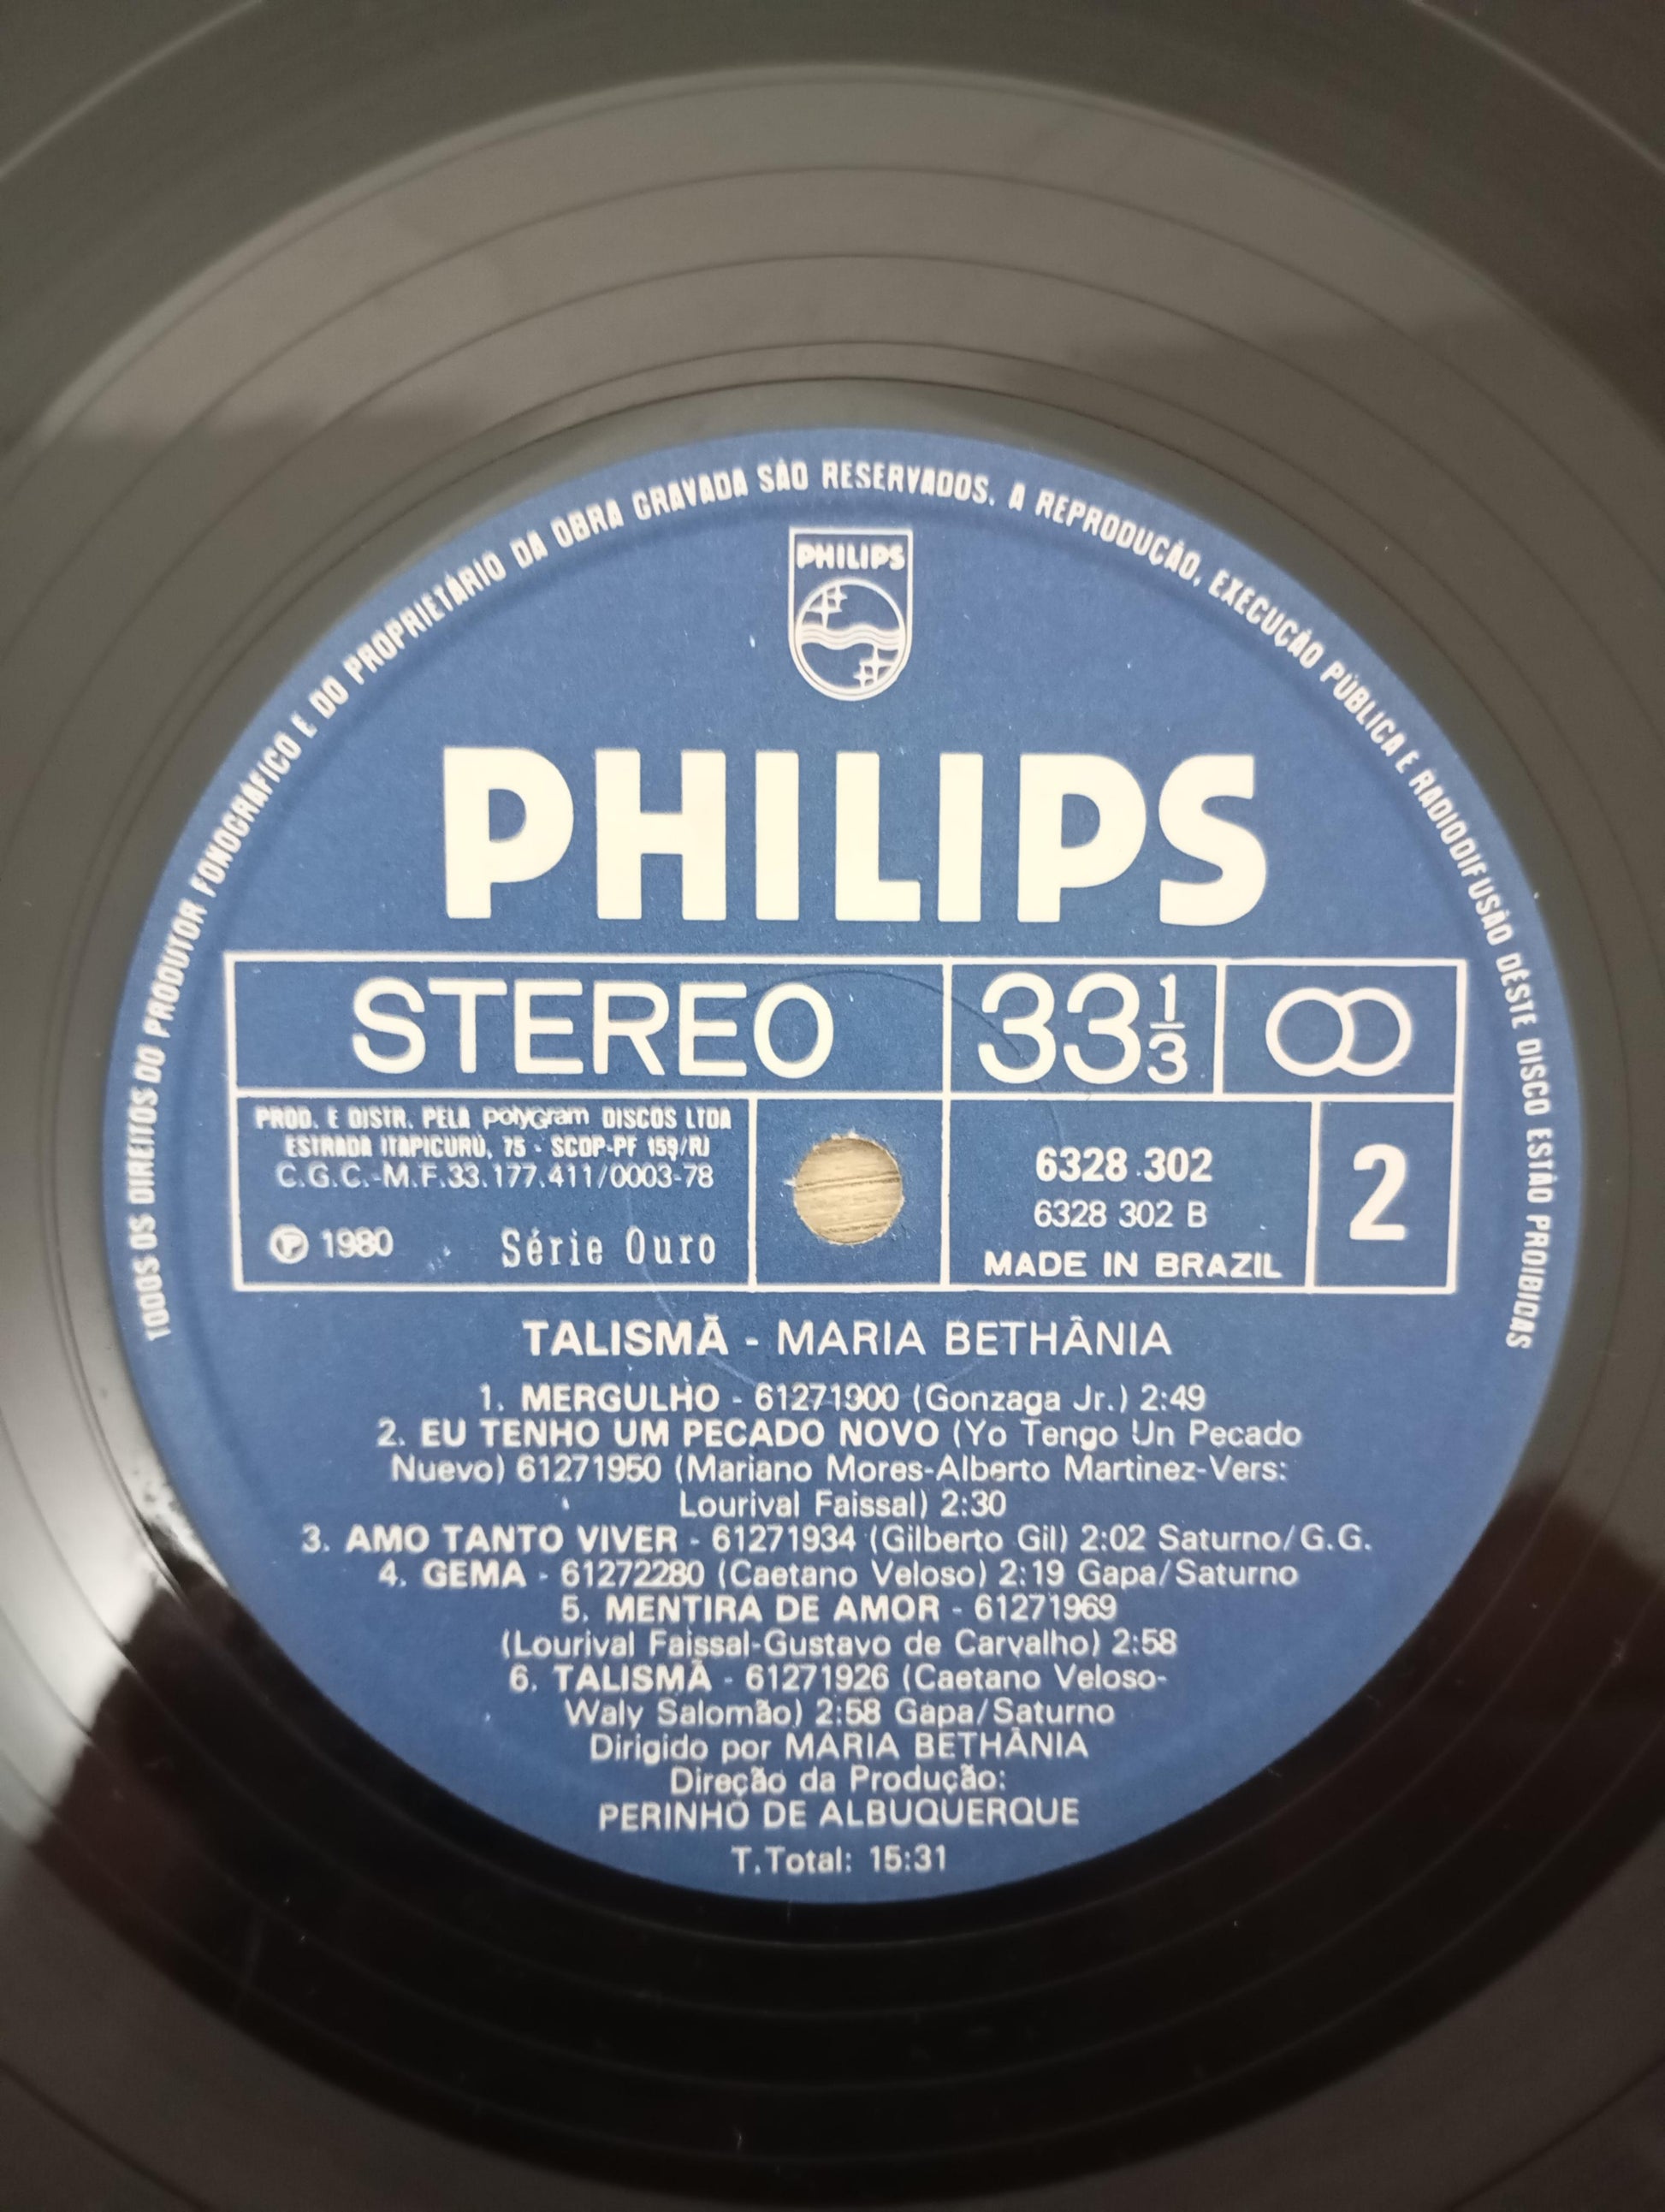 TODOS OS DIREITOS DO PRODUTOR FONOGRÁFICO E DO PROPRIETÁRIO DA OBRA GRAVADA SÃO RESERVADOS. A REPRODUÇÃO, EXECUÇÃO PÚBLICA E RADIODIFUSÃO DÊSTE DISCO ESTÃO PROIBIDAS
PHILIPS
PHILIPS
STEREO 33 1/3
PROD. E DISTR. PELA polyGram DISCOS LTDA
ESTRADA ITAPICURÚ, 75 - SCDP-PF 159/RJ
C.G.C.-M.F.33.177.411/0003-78
Ⓟ 1980 Série Ouro
6328 302
6328 302 B
MADE IN BRAZIL
2
TALISMÃ - MARIA BETHÂNIA
1. MERGULHO - 61271900 (Gonzaga Jr.) 2:49
2. EU TENHO UM PECADO NOVO (Yo Tengo Un Pecado
Nuevo) 61271950 (Mariano Mores-Alberto Martinez-Vers:
Lourival Faissal) 2:30
3. AMO TANTO VIVER - 61271934 (Gilberto Gil) 2:02 Saturno/G.G.
4. GEMA - 61272280 (Caetano Veloso) 2:19 Gapa/Saturno
5. MENTIRA DE AMOR - 61271969
(Lourival Faissal-Gustavo de Carvalho) 2:58
6. TALISMÃ - 61271926 (Caetano Veloso-
Waly Salomão) 2:58 Gapa/Saturno
Dirigido por MARIA BETHÂNIA
Direção da Produção:
PERINHO DE ALBUQUERQUE
T.Total: 15:31